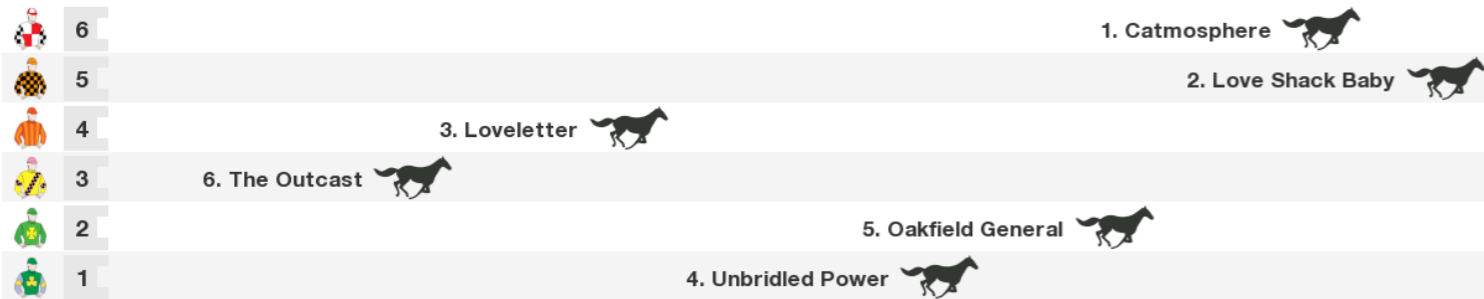 6 1. Catmosphere
5 2. Love Shack Baby
4 3. Loveletter
3 6. The Outcast
2 5. Oakfield General
1 4. Unbridled Power